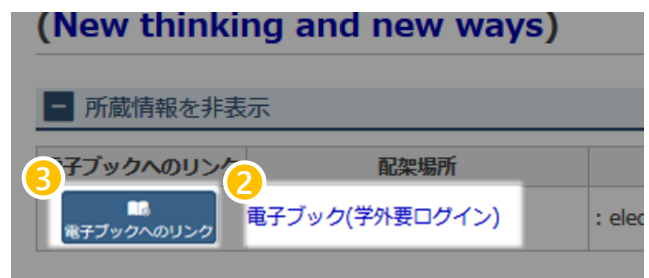 (New thinking and new ways)
所蔵情報を非表示
電子ブックへのリンク 配架場所
3 2
電子ブックへのリンク 電子ブック(学外要ログイン) : elec